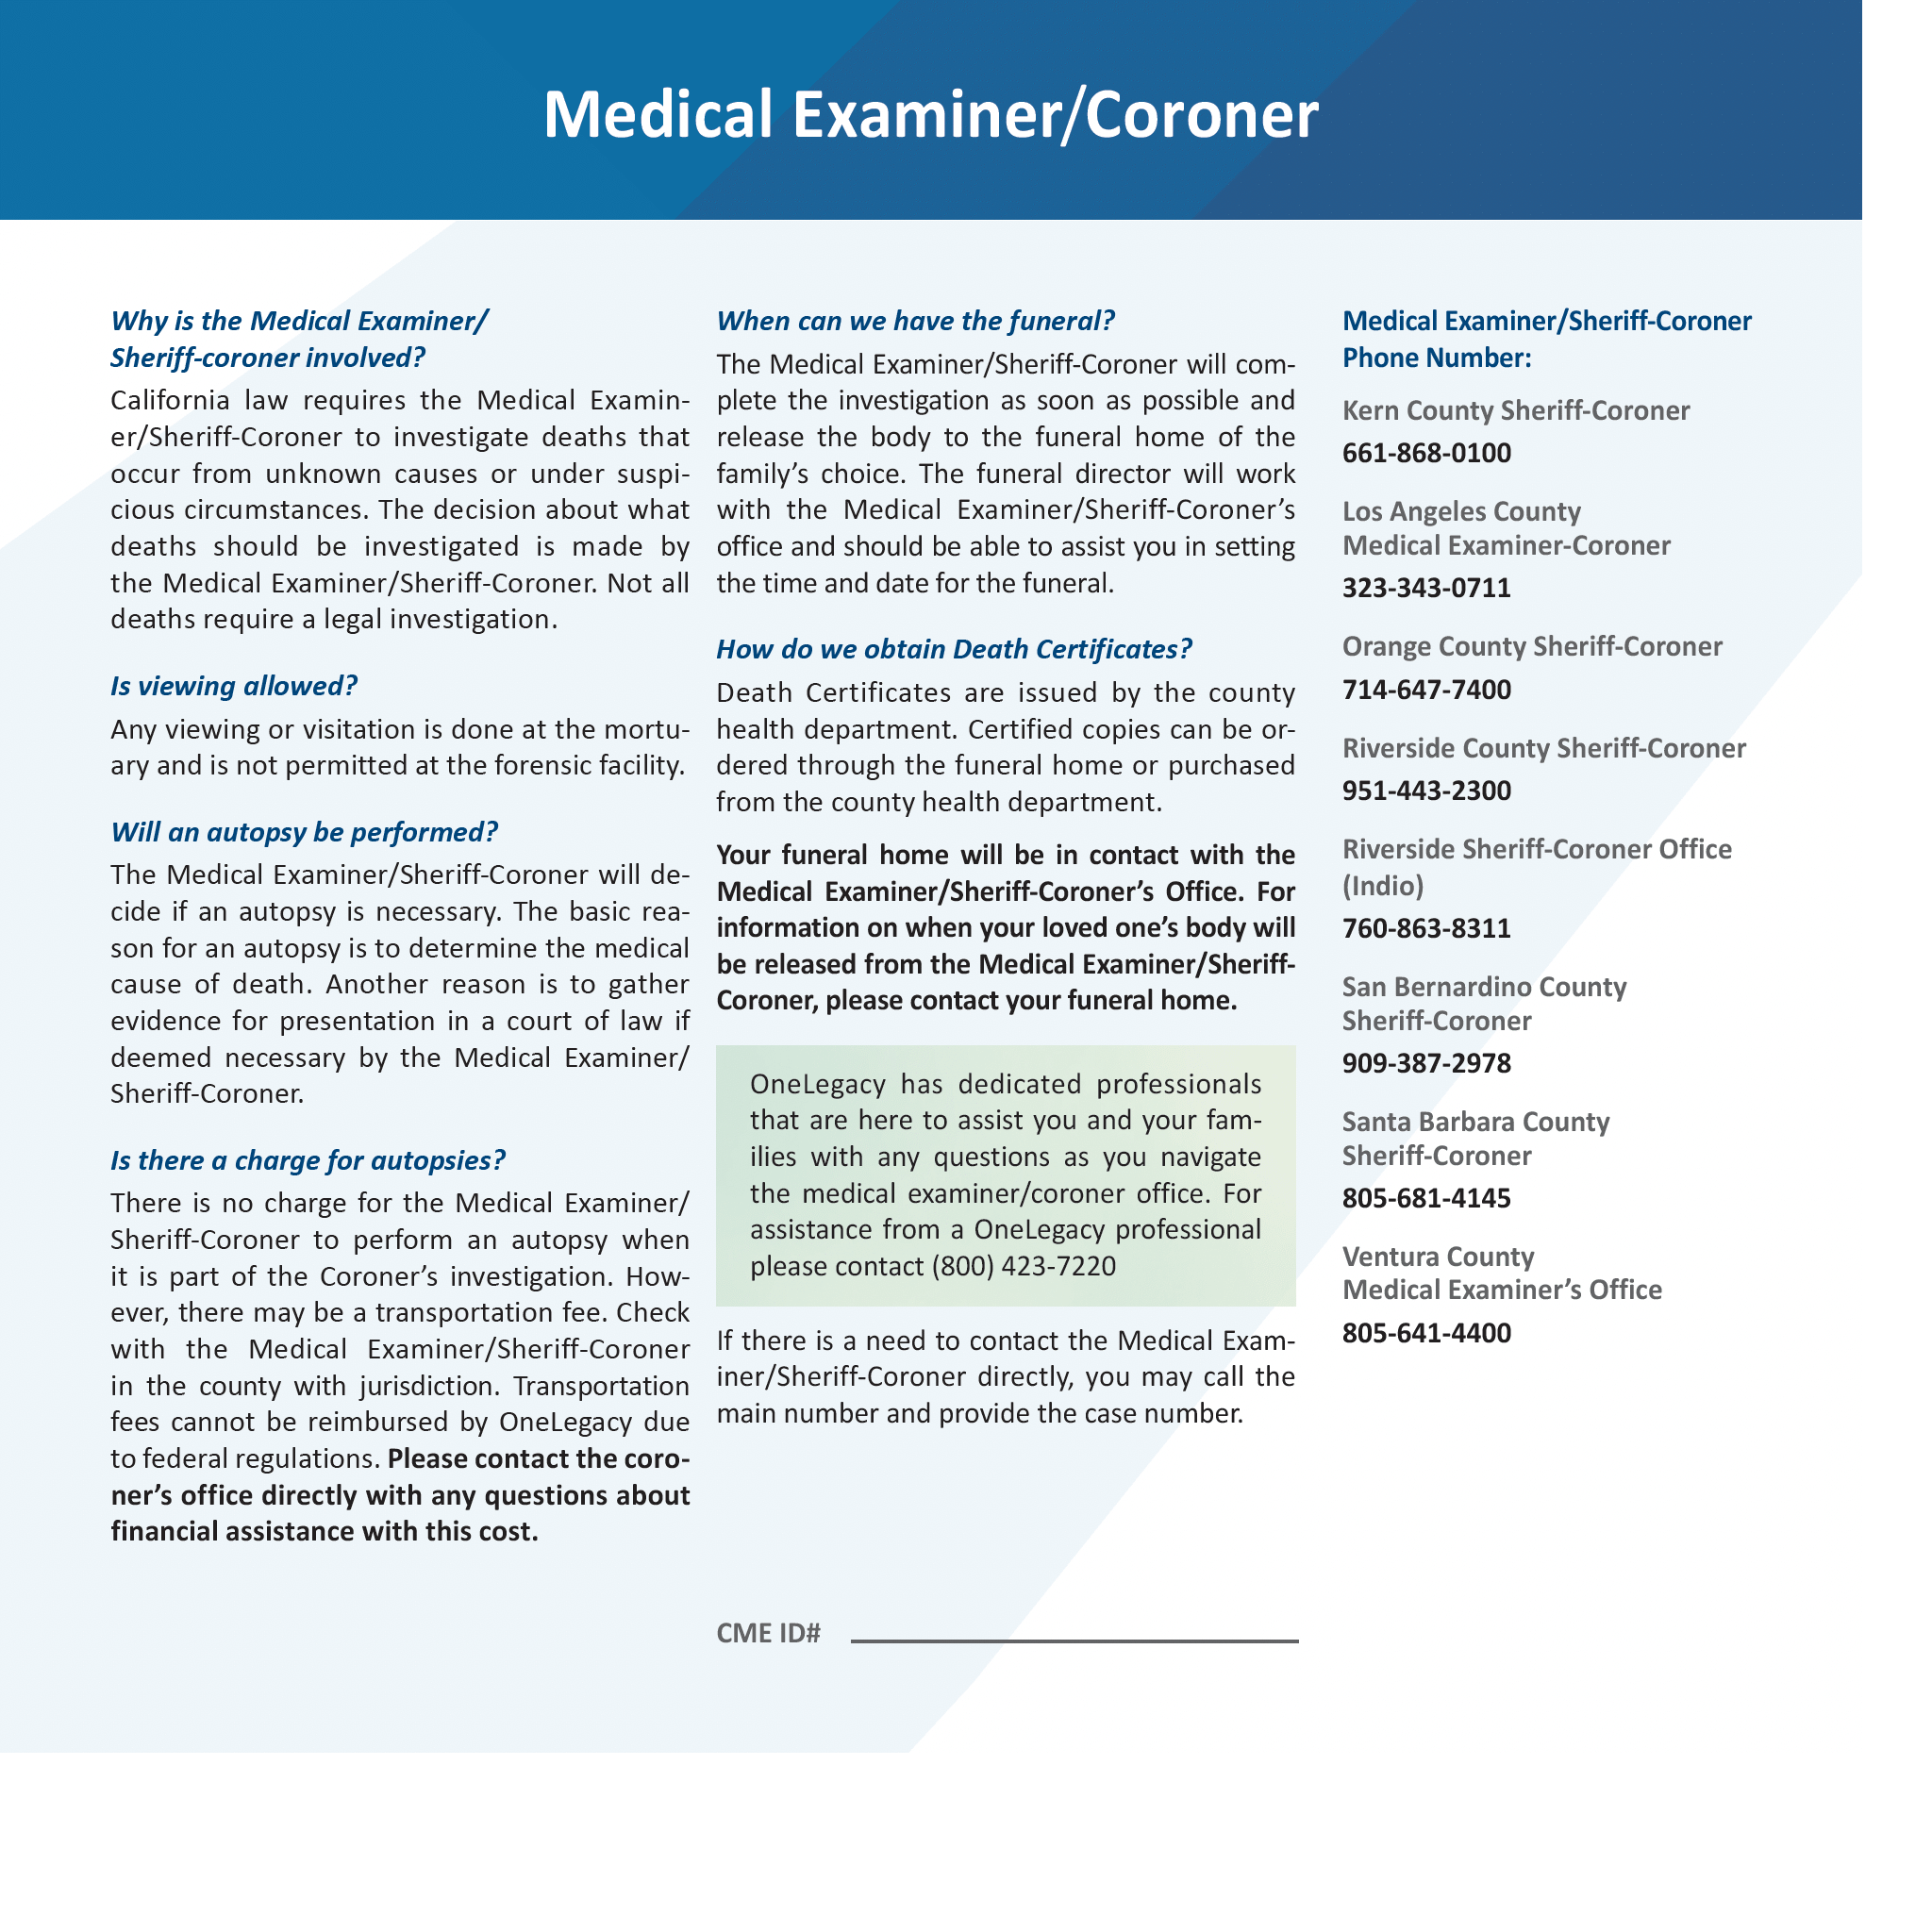 Medical Examiner/Coroner
Why is the Medical Examiner/
Sheriff-coroner involved?
California law requires the Medical Examin-
er/Sheriff-Coroner to investigate deaths that
occur from unknown causes or under suspi-
cious circumstances. The decision about what
deaths should be investigated is made by
the Medical Examiner/Sheriff-Coroner. Not all
deaths require a legal investigation.
Is viewing allowed?
Any viewing or visitation is done at the mortu-
ary and is not permitted at the forensic facility.
Will an autopsy be performed?
The Medical Examiner/Sheriff-Coroner will de-
cide if an autopsy is necessary. The basic rea-
son for an autopsy is to determine the medical
cause of death. Another reason is to gather
evidence for presentation in a court of law if
deemed necessary by the Medical Examiner/
Sheriff-Coroner.
Is there a charge for autopsies?
There is no charge for the Medical Examiner/
Sheriff-Coroner to perform an autopsy when
it is part of the Coroner’s investigation. How-
ever, there may be a transportation fee. Check
with the Medical Examiner/Sheriff-Coroner
in the county with jurisdiction. Transportation
fees cannot be reimbursed by OneLegacy due
to federal regulations. Please contact the coro-
ner’s office directly with any questions about
financial assistance with this cost.
When can we have the funeral?
The Medical Examiner/Sheriff-Coroner will com-
plete the investigation as soon as possible and
release the body to the funeral home of the
family’s choice. The funeral director will work
with the Medical Examiner/Sheriff-Coroner’s
office and should be able to assist you in setting
the time and date for the funeral.
How do we obtain Death Certificates?
Death Certificates are issued by the county
health department. Certified copies can be or-
dered through the funeral home or purchased
from the county health department.
Your funeral home will be in contact with the
Medical Examiner/Sheriff-Coroner’s Office. For
information on when your loved one’s body will
be released from the Medical Examiner/Sheriff-
Coroner, please contact your funeral home.
OneLegacy has dedicated professionals
that are here to assist you and your fam-
ilies with any questions as you navigate
the medical examiner/coroner office. For
assistance from a OneLegacy professional
please contact (800) 423-7220
If there is a need to contact the Medical Exam-
iner/Sheriff-Coroner directly, you may call the
main number and provide the case number.
CME ID#
Medical Examiner/Sheriff-Coroner
Phone Number:
Kern County Sheriff-Coroner
661-868-0100
Los Angeles County
Medical Examiner-Coroner
323-343-0711
Orange County Sheriff-Coroner
714-647-7400
Riverside County Sheriff-Coroner
951-443-2300
Riverside Sheriff-Coroner Office
(Indio)
760-863-8311
San Bernardino County
Sheriff-Coroner
909-387-2978
Santa Barbara County
Sheriff-Coroner
805-681-4145
Ventura County
Medical Examiner’s Office
805-641-4400